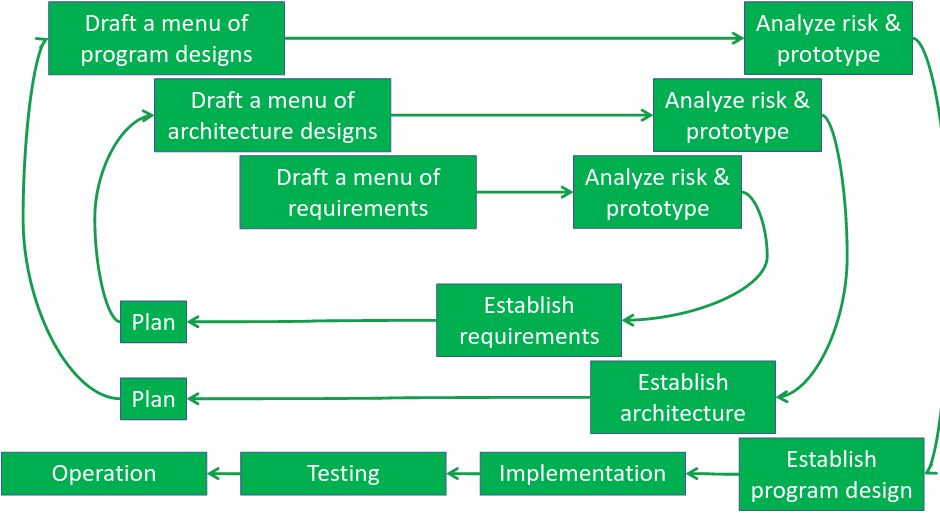 Draft a menu of
program designs
Analyze risk &
prototype
Draft a menu of
architecture designs
Analyze risk &
prototype
Draft a menu of
requirements
Analyze risk &
prototype
Plan
Establish
requirements
Plan
Establish
architecture
Operation
Testing
Implementation
Establish
program design